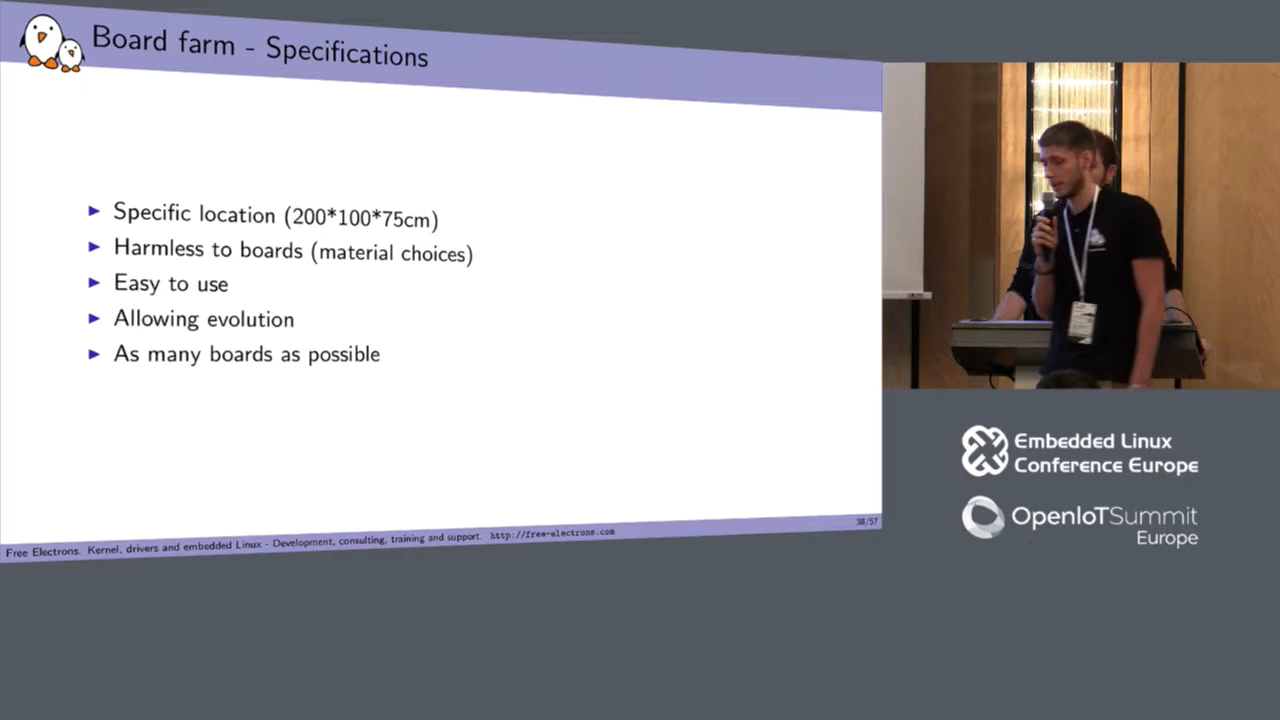 Board farm - Specifications
Specific location (200*100*75cm)
Harmless to boards (material choices)
Easy to use
Allowing evolution
As many boards as possible
38/57
Free Electrons. Kernel, drivers and embedded Linux - Development, consulting, training and support. http://free-electrons.com
Embedded Linux
Conference Europe
OpenIoTSummit
Europe